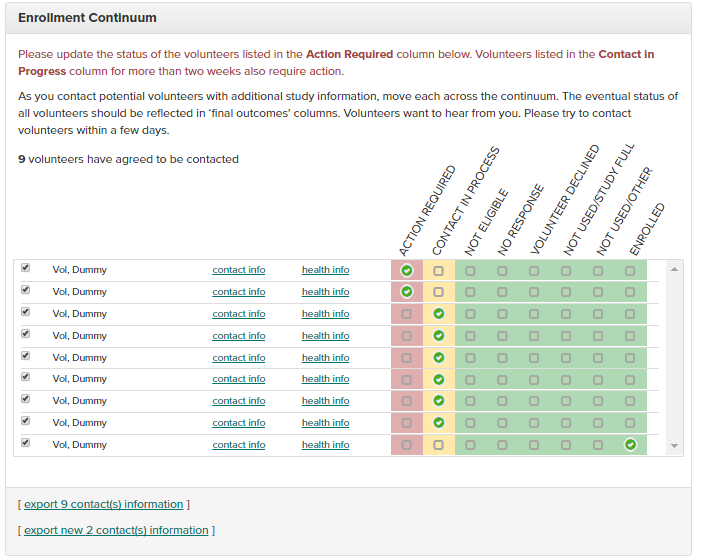 Enrollment Continuum
Please update the status of the volunteers listed in the Action Required column below. Volunteers listed in the Contact in
Progress column for more than two weeks also require action.
As you contact potential volunteers with additional study information, move each across the continuum. The eventual status of
all volunteers should be reflected in 'final outcomes' columns. Volunteers want to hear from you. Please try to contact
volunteers within a few days.
9 volunteers have agreed to be contacted
ACTION REQUIRED
CONTACT IN PROCESS
NOT ELIGIBLE
NO RESPONSE
VOLUNTEER DECLINED
NOT USED/STUDY FULL
NOT USED/OTHER
ENROLLED
Vol, Dummy contact info health info
Vol, Dummy contact info health info
Vol, Dummy contact info health info
Vol, Dummy contact info health info
Vol, Dummy contact info health info
Vol, Dummy contact info health info
Vol, Dummy contact info health info
Vol, Dummy contact info health info
Vol, Dummy contact info health info
[ export 9 contact(s) information ]
[ export new 2 contact(s) information ]